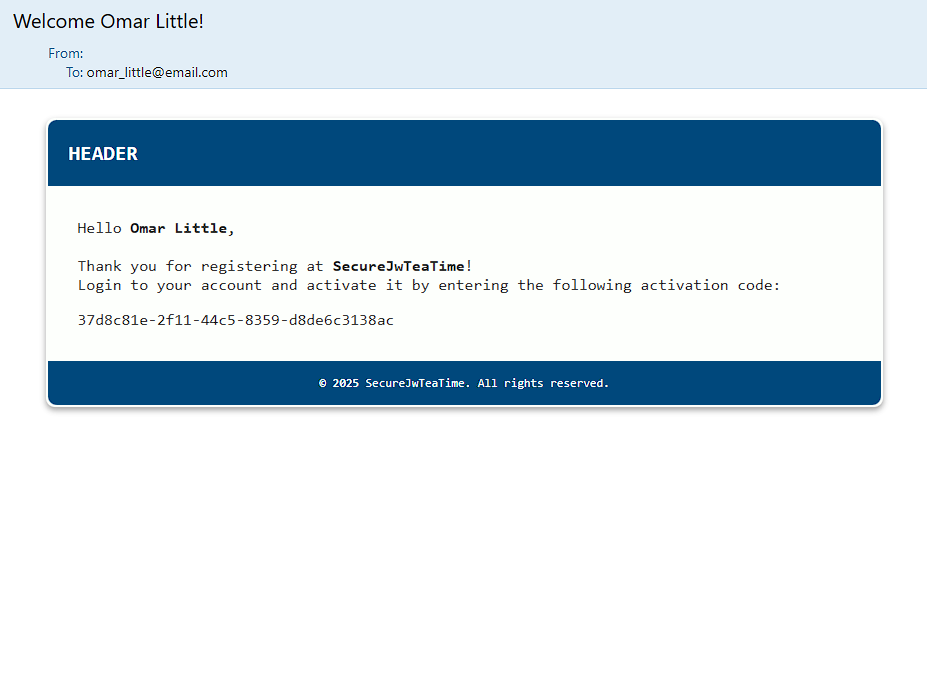 Welcome Omar Little!
From:
To: omar_little@email.com
HEADER
Hello Omar Little,
Thank you for registering at SecureJwTeaTime!
Login to your account and activate it by entering the following activation code:
37d8c81e-2f11-44c5-8359-d8de6c3138ac
© 2025 SecureJwTeaTime. All rights reserved.